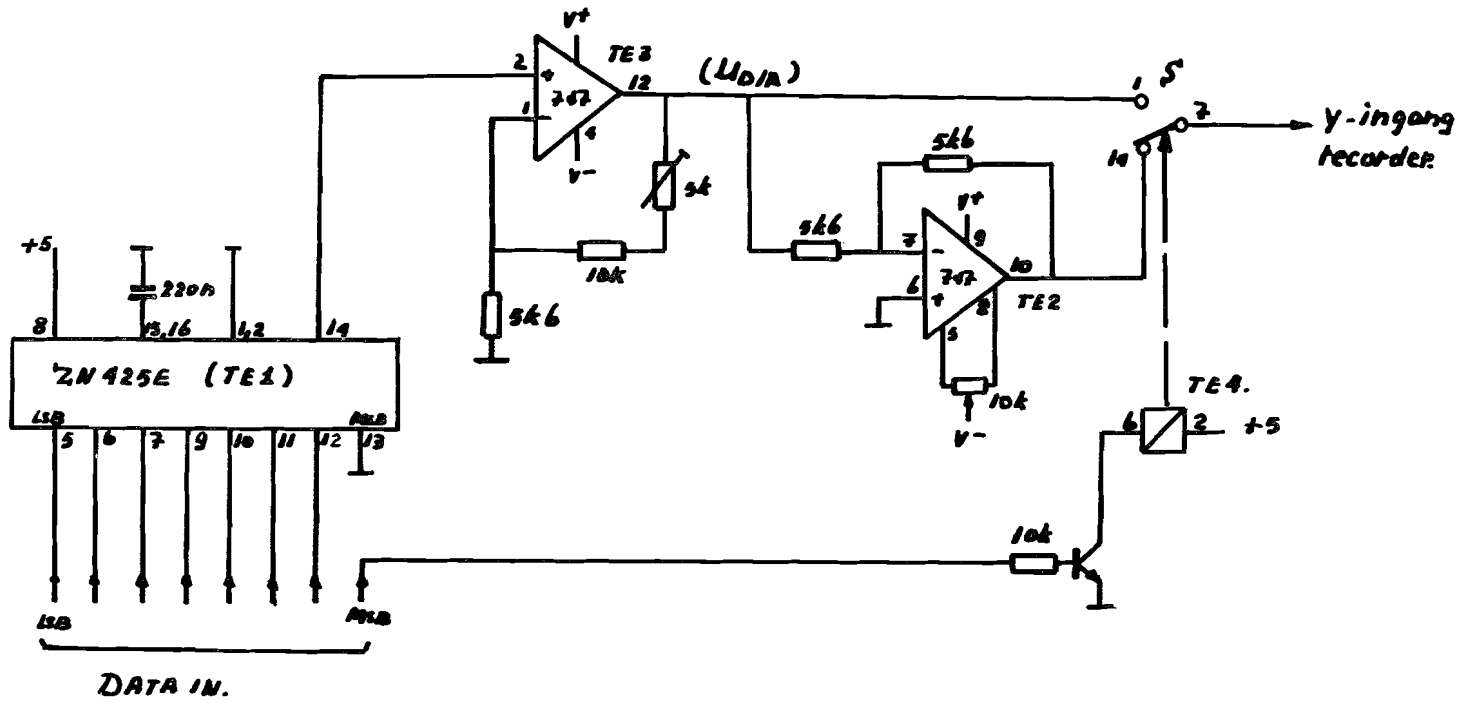 V+
TE3
2
+
12
(UD/A)
1
S
747
7
1
-
4
V-
y-ingang
recorder.
14
5k
5k6
5k6
V+
+5
10k
7
-
9
747
10
6
+
220n
5k6
2
TE2
8
15,16
1,2
14
5
ZN425E (TE1)
10k
V-
TE4.
LSB
MSB
6
2
+5
5
6
7
9
10
11
12
13
10k
LSB
MSB
DATA IN.